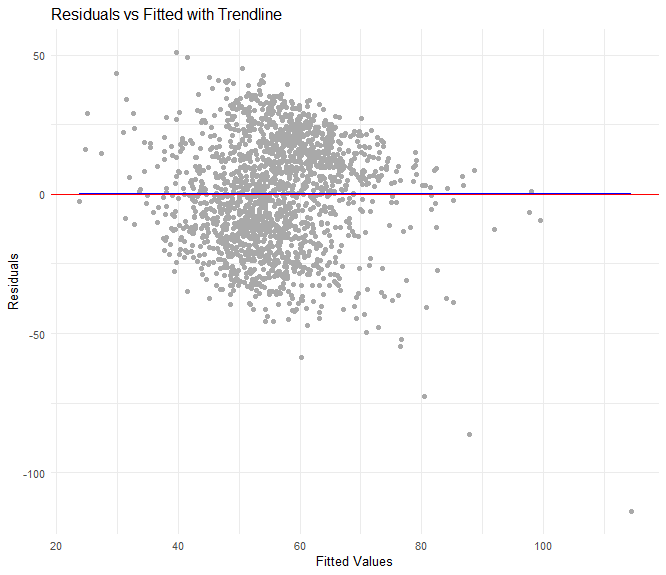 Residuals vs Fitted with Trendline
50
0
-50
-100
Residuals
20 40 60 80 100
Fitted Values